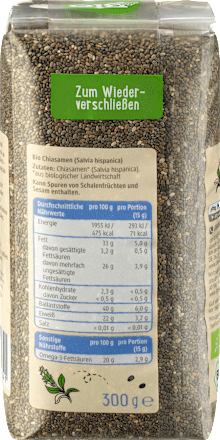 Zum Wieder-
verschließen
Bio Chiasamen (Salvia hispanica)
Zutaten: Chiasamen* (Salvia hispanica).
*aus biologischer Landwirtschaft
Kann Spuren von Schalenfrüchten und
Sesam enthalten.
Durchschnittliche Nährwerte pro 100 g pro Portion (15 g)
Energie 1955 kJ / 475 kcal 293 kJ / 71 kcal
Fett 33 g 5,0 g
davon gesättigte Fettsäuren 3,2 g 0,5 g
davon mehrfach ungesättigte Fettsäuren 26 g 3,9 g
Kohlenhydrate 2,3 g <0,5 g
davon Zucker <0,5 g <0,5 g
Ballaststoffe 40 g 6,0 g
Eiweiß 22 g 3,2 g
Salz <0,01 g <0,01 g
Sonstige Nährstoffe pro 100 g pro Portion (15 g)
Omega-3-Fettsäuren 20 g 2,9 g
300 g e